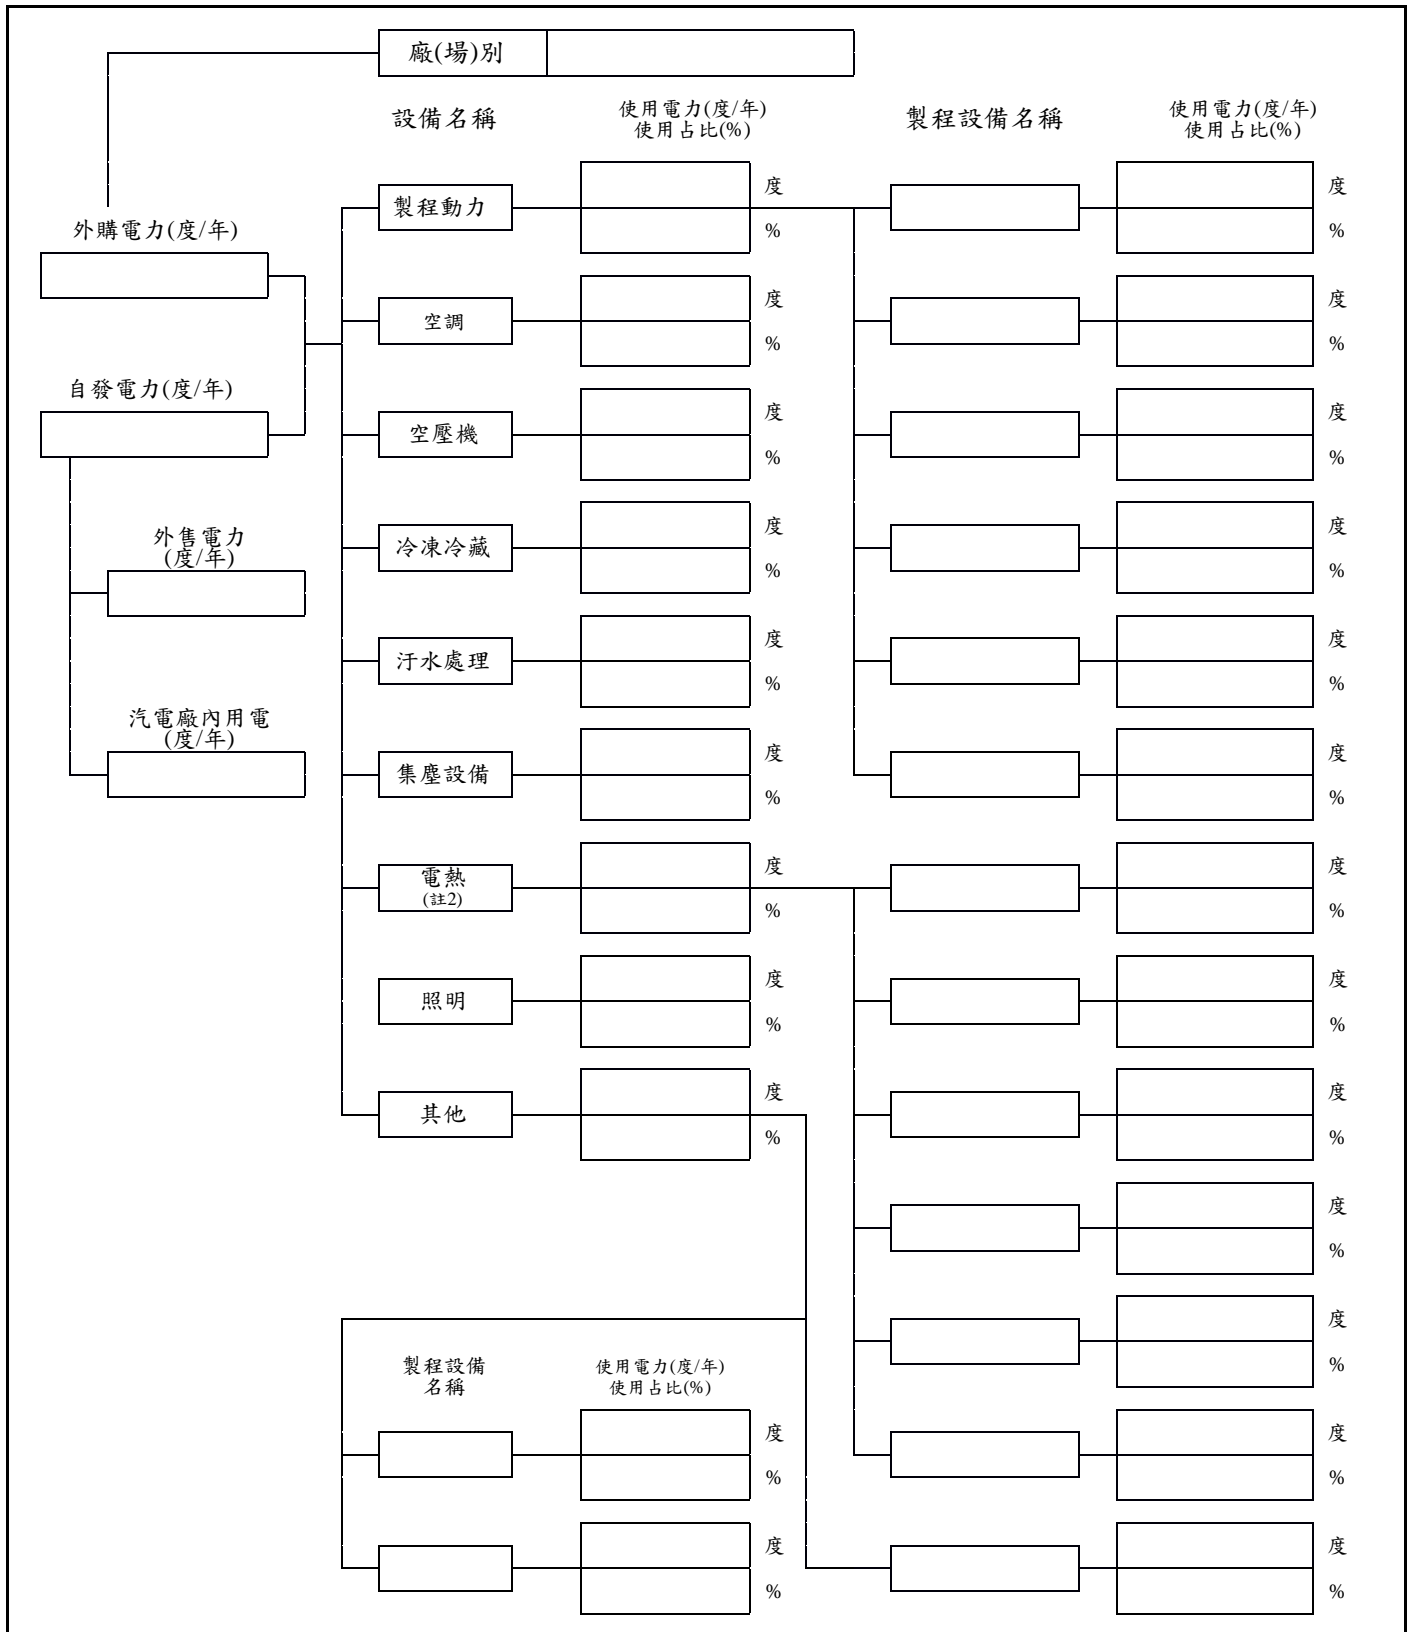 廠(場)別
設備名稱
使用電力(度/年)
使用占比(%)
製程設備名稱
使用電力(度/年)
使用占比(%)
外購電力(度/年)
自發電力(度/年)
外售電力
(度/年)
汽電廠內用電
(度/年)
製程動力
度
%
度
%
空調
度
%
度
%
空壓機
度
%
度
%
冷凍冷藏
度
%
度
%
汙水處理
度
%
度
%
集塵設備
度
%
度
%
電熱
(註2)
度
%
度
%
照明
度
%
度
%
其他
度
%
度
%
度
%
度
%
製程設備
名稱
使用電力(度/年)
使用占比(%)
度
%
度
%
度
%
度
%